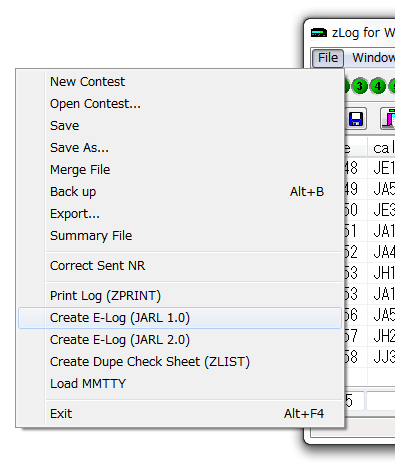 zLog for W
File Window
3 4
New Contest
Open Contest...
Save
Save As...
Merge File
Back up Alt+B
Export...
Summary File
Correct Sent NR
Print Log (ZPRINT)
Create E-Log (JARL 1.0)
Create E-Log (JARL 2.0)
Create Dupe Check Sheet (ZLIST)
Load MMTTY
Exit Alt+F4
e cal
48 JE1
49 JA5
50 JE3
51 JA1
52 JA4
53 JH1
53 JA1
56 JA5
57 JH2
58 JJ3
5